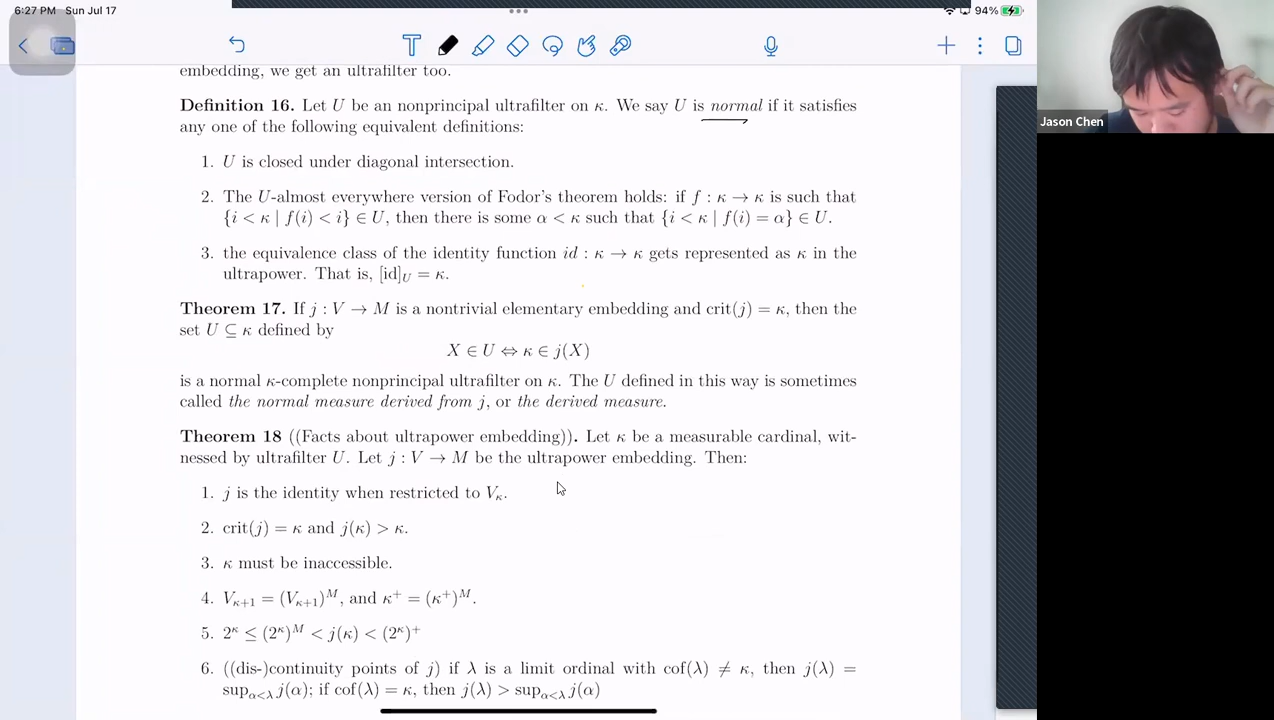 6:27 PM Sun Jul 17
94%
Jason Chen
embedding, we get an ultrafilter too.
Definition 16. Let U be an nonprincipal ultrafilter on κ. We say U is normal if it satisfies
any one of the following equivalent definitions:
1. U is closed under diagonal intersection.
2. The U-almost everywhere version of Fodor's theorem holds: if f : κ → κ is such that
{i < κ | f(i) < i} ∈ U, then there is some α < κ such that {i < κ | f(i) = α} ∈ U.
3. the equivalence class of the identity function id : κ → κ gets represented as κ in the
ultrapower. That is, [id]_U = κ.
Theorem 17. If j : V → M is a nontrivial elementary embedding and crit(j) = κ, then the
set U ⊆ κ defined by
X ∈ U ⇔ κ ∈ j(X)
is a normal κ-complete nonprincipal ultrafilter on κ. The U defined in this way is sometimes
called the normal measure derived from j, or the derived measure.
Theorem 18 ((Facts about ultrapower embedding)). Let κ be a measurable cardinal, wit-
nessed by ultrafilter U. Let j : V → M be the ultrapower embedding. Then:
1. j is the identity when restricted to V_κ.
2. crit(j) = κ and j(κ) > κ.
3. κ must be inaccessible.
4. V_{κ+1} = (V_{κ+1})^M, and κ^+ = (κ^+)^M.
5. 2^κ ≤ (2^κ)^M < j(κ) < (2^κ)^+
6. ((dis-)continuity points of j) if λ is a limit ordinal with cof(λ) ≠ κ, then j(λ) =
sup_{α<λ} j(α); if cof(λ) = κ, then j(λ) > sup_{α<λ} j(α)